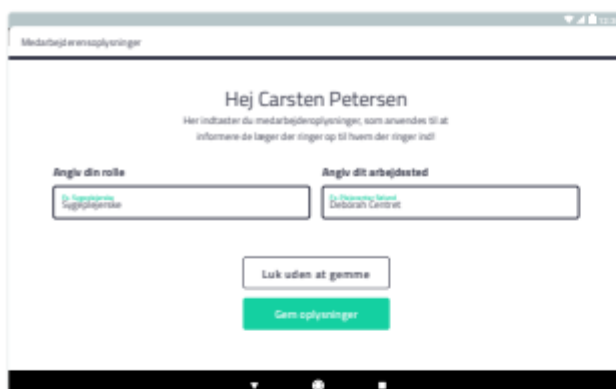 Medarbejderensoplysninger
Hej Carsten Petersen
Her indtaster du medarbejderoplysninger, som anvendes til at
informere de læger der ringer op til hvem der ringer ind!
Angiv din rolle
Angiv dit arbejdssted
Ex. Sygeplejerske
Sygeplejerske
Deborah Centret
Luk uden at gemme
Gem oplysninger